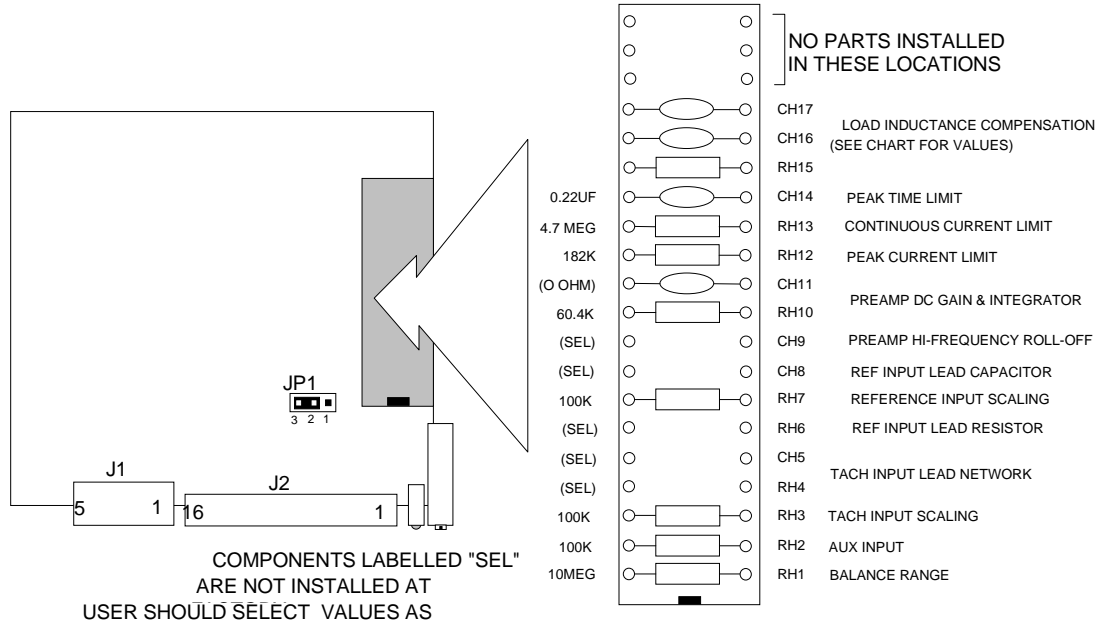 NO PARTS INSTALLED
IN THESE LOCATIONS
CH17
CH16
LOAD INDUCTANCE COMPENSATION
(SEE CHART FOR VALUES)
RH15
0.22UF CH14 PEAK TIME LIMIT
4.7 MEG RH13 CONTINUOUS CURRENT LIMIT
182K RH12 PEAK CURRENT LIMIT
(O OHM) CH11
PREAMP DC GAIN & INTEGRATOR
60.4K RH10
(SEL) CH9 PREAMP HI-FREQUENCY ROLL-OFF
(SEL) CH8 REF INPUT LEAD CAPACITOR
100K RH7 REFERENCE INPUT SCALING
(SEL) RH6 REF INPUT LEAD RESISTOR
(SEL) CH5
TACH INPUT LEAD NETWORK
(SEL) RH4
100K RH3 TACH INPUT SCALING
100K RH2 AUX INPUT
10MEG RH1 BALANCE RANGE
JP1
3 2 1
J1
5 1
J2
16 1
COMPONENTS LABELLED "SEL"
ARE NOT INSTALLED AT
USER SHOULD SELECT VALUES AS